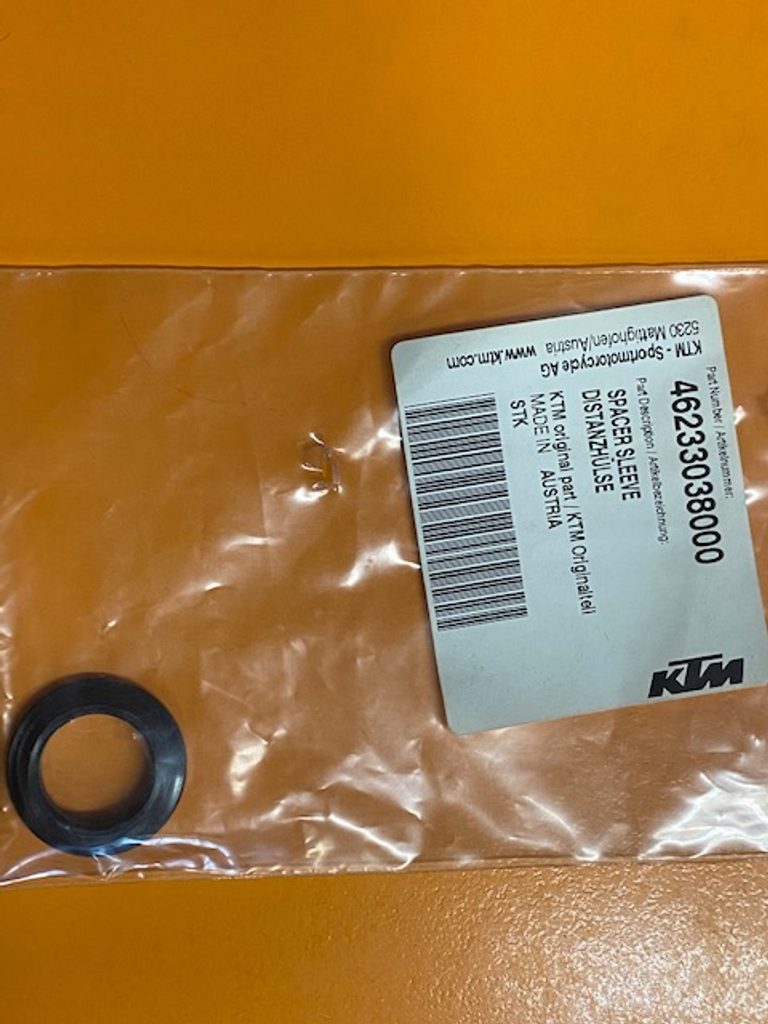 Part Number / Artikelnummer:
46233038000
Part Description / Artikelbezeichnung:
SPACER SLEEVE
DISTANZHÜLSE
KTM original part / KTM Originalteil
MADE IN AUSTRIA
STK
KTM - Sportmotorcycle AG
5230 Mattighofen/Austria www.ktm.com
KTM